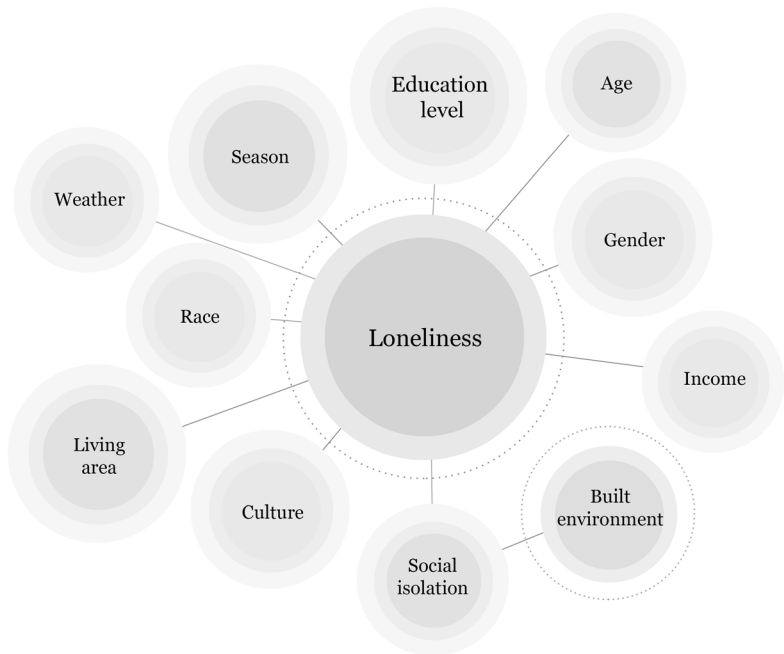 Education
level
Age
Season
Weather
Gender
Race
Loneliness
Income
Living
area
Culture
Built
environment
Social
isolation